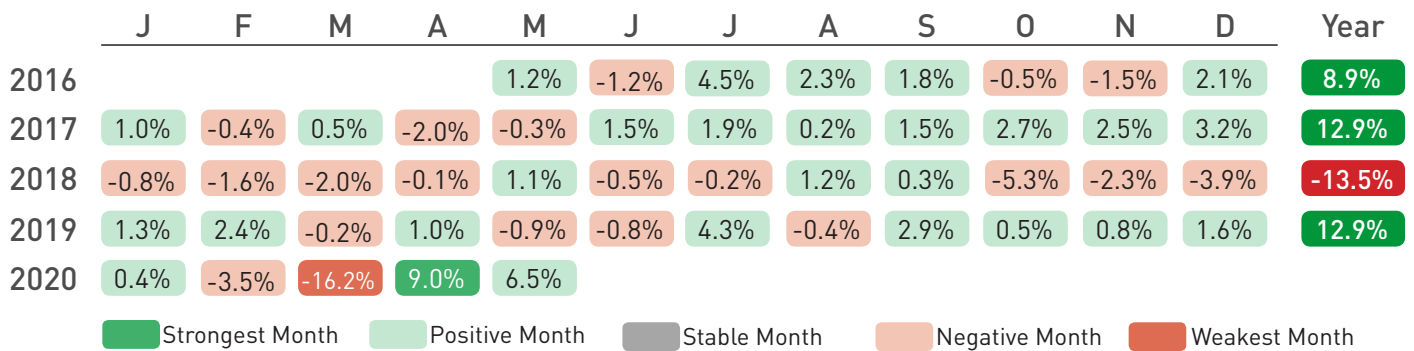 J F M A M J J A S O N D Year
2016 1.2% -1.2% 4.5% 2.3% 1.8% -0.5% -1.5% 2.1% 8.9%
2017 1.0% -0.4% 0.5% -2.0% -0.3% 1.5% 1.9% 0.2% 1.5% 2.7% 2.5% 3.2% 12.9%
2018 -0.8% -1.6% -2.0% -0.1% 1.1% -0.5% -0.2% 1.2% 0.3% -5.3% -2.3% -3.9% -13.5%
2019 1.3% 2.4% -0.2% 1.0% -0.9% -0.8% 4.3% -0.4% 2.9% 0.5% 0.8% 1.6% 12.9%
2020 0.4% -3.5% -16.2% 9.0% 6.5%
Strongest Month Positive Month Stable Month Negative Month Weakest Month